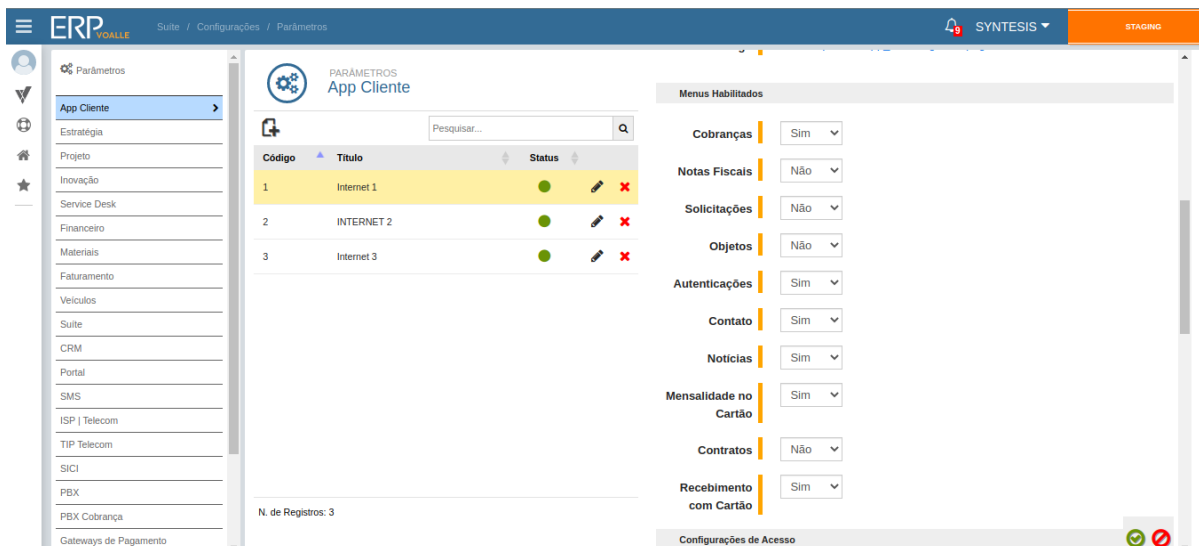 ERP VOALLE
Suíte / Configurações / Parâmetros
9
SYNTESIS
STAGING
Parâmetros
App Cliente
Estratégia
Projeto
Inovação
Service Desk
Financeiro
Materiais
Faturamento
Veículos
Suíte
CRM
Portal
SMS
ISP | Telecom
TIP Telecom
SICI
PBX
PBX Cobrança
Gateways de Pagamento
PARÂMETROS
App Cliente
Pesquisar...
Código Título Status
1 Internet 1
2 INTERNET 2
3 Internet 3
N. de Registros: 3
Menus Habilitados
Cobranças Sim
Notas Fiscais Não
Solicitações Não
Objetos Não
Autenticações Sim
Contato Sim
Notícias Sim
Mensalidade no Sim
Cartão
Contratos Não
Recebimento Sim
com Cartão
Configurações de Acesso